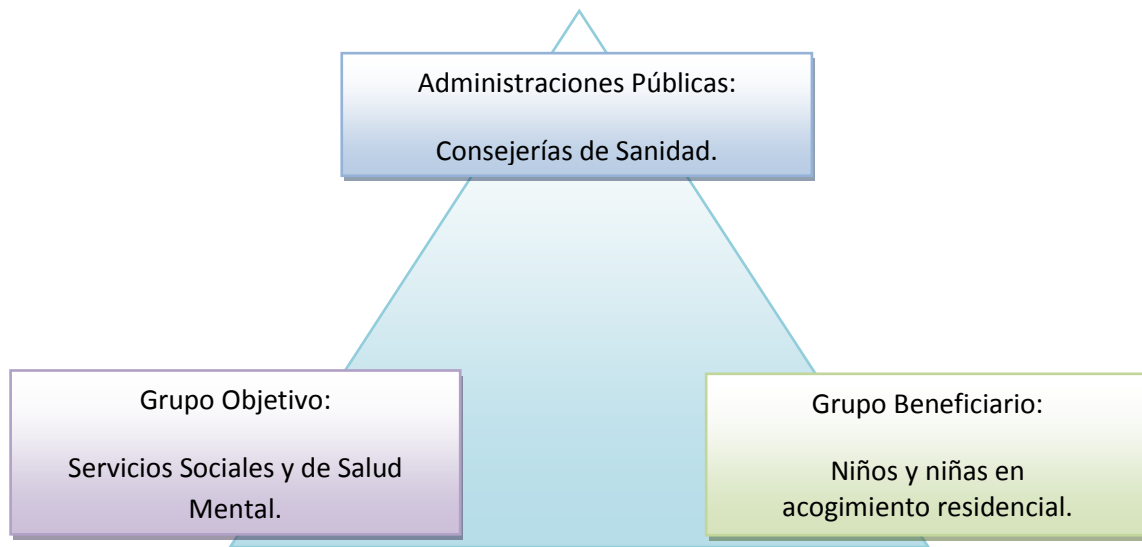 Administraciones Públicas:
Consejerías de Sanidad.
Grupo Objetivo:
Servicios Sociales y de Salud
Mental.
Grupo Beneficiario:
Niños y niñas en
acogimiento residencial.